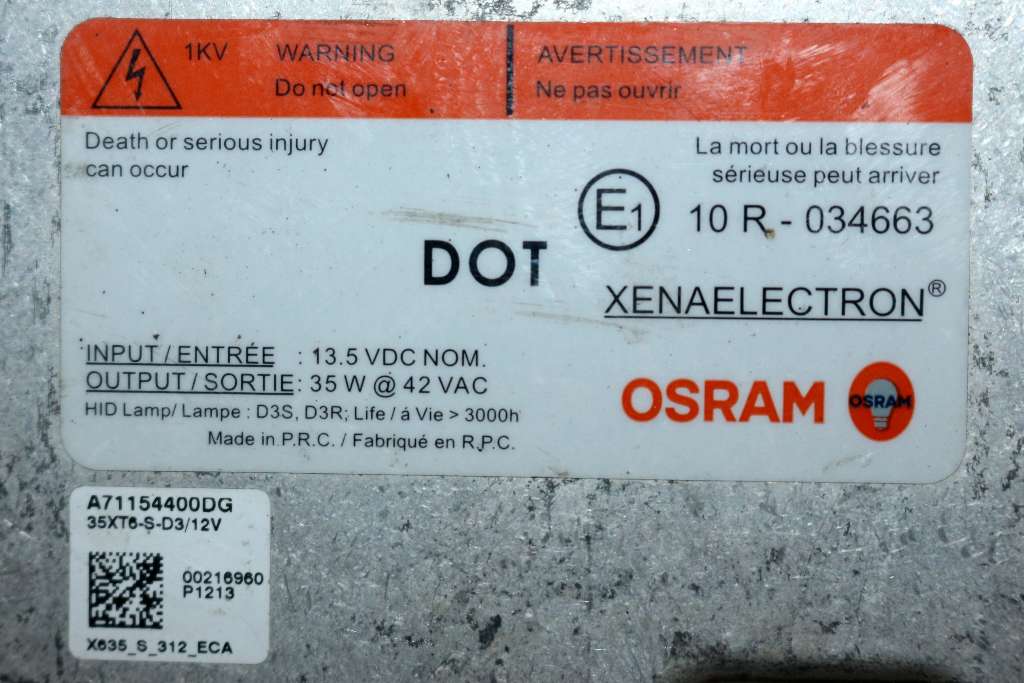 1KV WARNING
Do not open
AVERTISSEMENT
Ne pas ouvrir
Death or serious injury
can occur
La mort ou la blessure
sérieuse peut arriver
E1 10 R - 034663
DOT
XENAELECTRON®
INPUT / ENTRÉE : 13.5 VDC NOM.
OUTPUT / SORTIE : 35 W @ 42 VAC
HID Lamp/ Lampe : D3S, D3R; Life / á Vie > 3000h
Made in P.R.C. / Fabriqué en R.P.C.
OSRAM OSRAM
A71154400DG
35XT6-S-D3/12V
00216960
P1213
X635_S_312_ECA